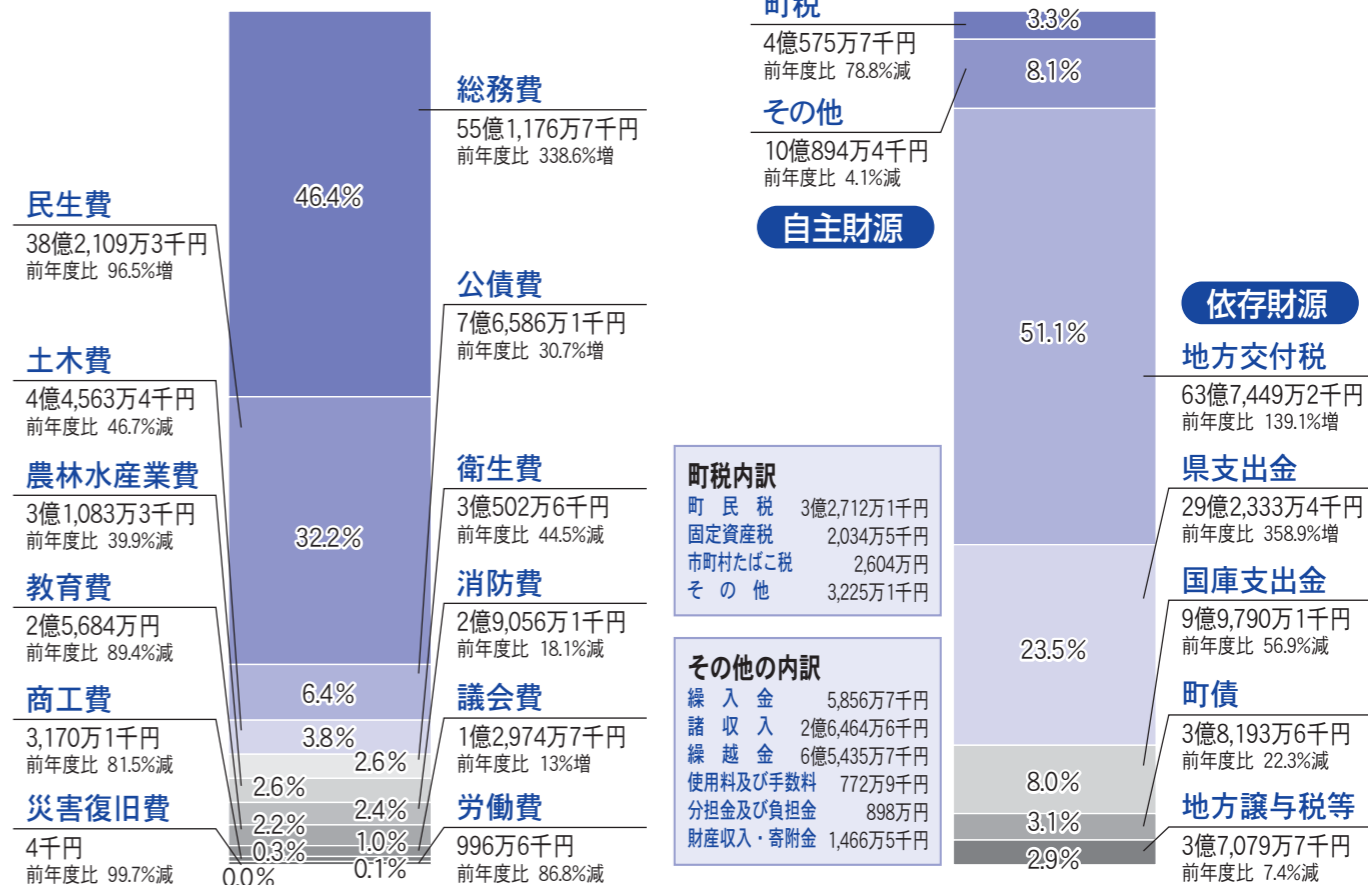 総務費
55億1,176万7千円
前年度比 338.6%増
民生費
38億2,109万3千円
前年度比 96.5%増
公債費
7億6,586万1千円
前年度比 30.7%増
土木費
4億4,563万4千円
前年度比 46.7%減
農林水産業費
3億1,083万3千円
前年度比 39.9%減
衛生費
3億502万6千円
前年度比 44.5%減
教育費
2億5,684万円
前年度比 89.4%減
消防費
2億9,056万1千円
前年度比 18.1%減
商工費
3,170万1千円
前年度比 81.5%減
議会費
1億2,974万7千円
前年度比 13%増
災害復旧費
4千円
前年度比 99.7%減
労働費
996万6千円
前年度比 86.8%減
46.4%
32.2%
6.4%
3.8%
2.6%
2.6%
2.4%
2.2%
1.0%
0.3%
0.1%
0.0%
町税
4億575万7千円
前年度比 78.8%減
その他
10億894万4千円
前年度比 4.1%減
自主財源
3.3%
8.1%
51.1%
23.5%
8.0%
3.1%
2.9%
依存財源
地方交付税
63億7,449万2千円
前年度比 139.1%増
県支出金
29億2,333万4千円
前年度比 358.9%増
国庫支出金
9億9,790万1千円
前年度比 56.9%減
町債
3億8,193万6千円
前年度比 22.3%減
地方譲与税等
3億7,079万7千円
前年度比 7.4%減
町税内訳
町民税 3億2,712万1千円
固定資産税 2,034万5千円
市町村たばこ税 2,604万円
その他 3,225万1千円
その他の内訳
繰入金 5,856万7千円
諸収入 2億6,464万6千円
繰越金 6億5,435万7千円
使用料及び手数料 772万9千円
分担金及び負担金 898万円
財産収入・寄附金 1,466万5千円